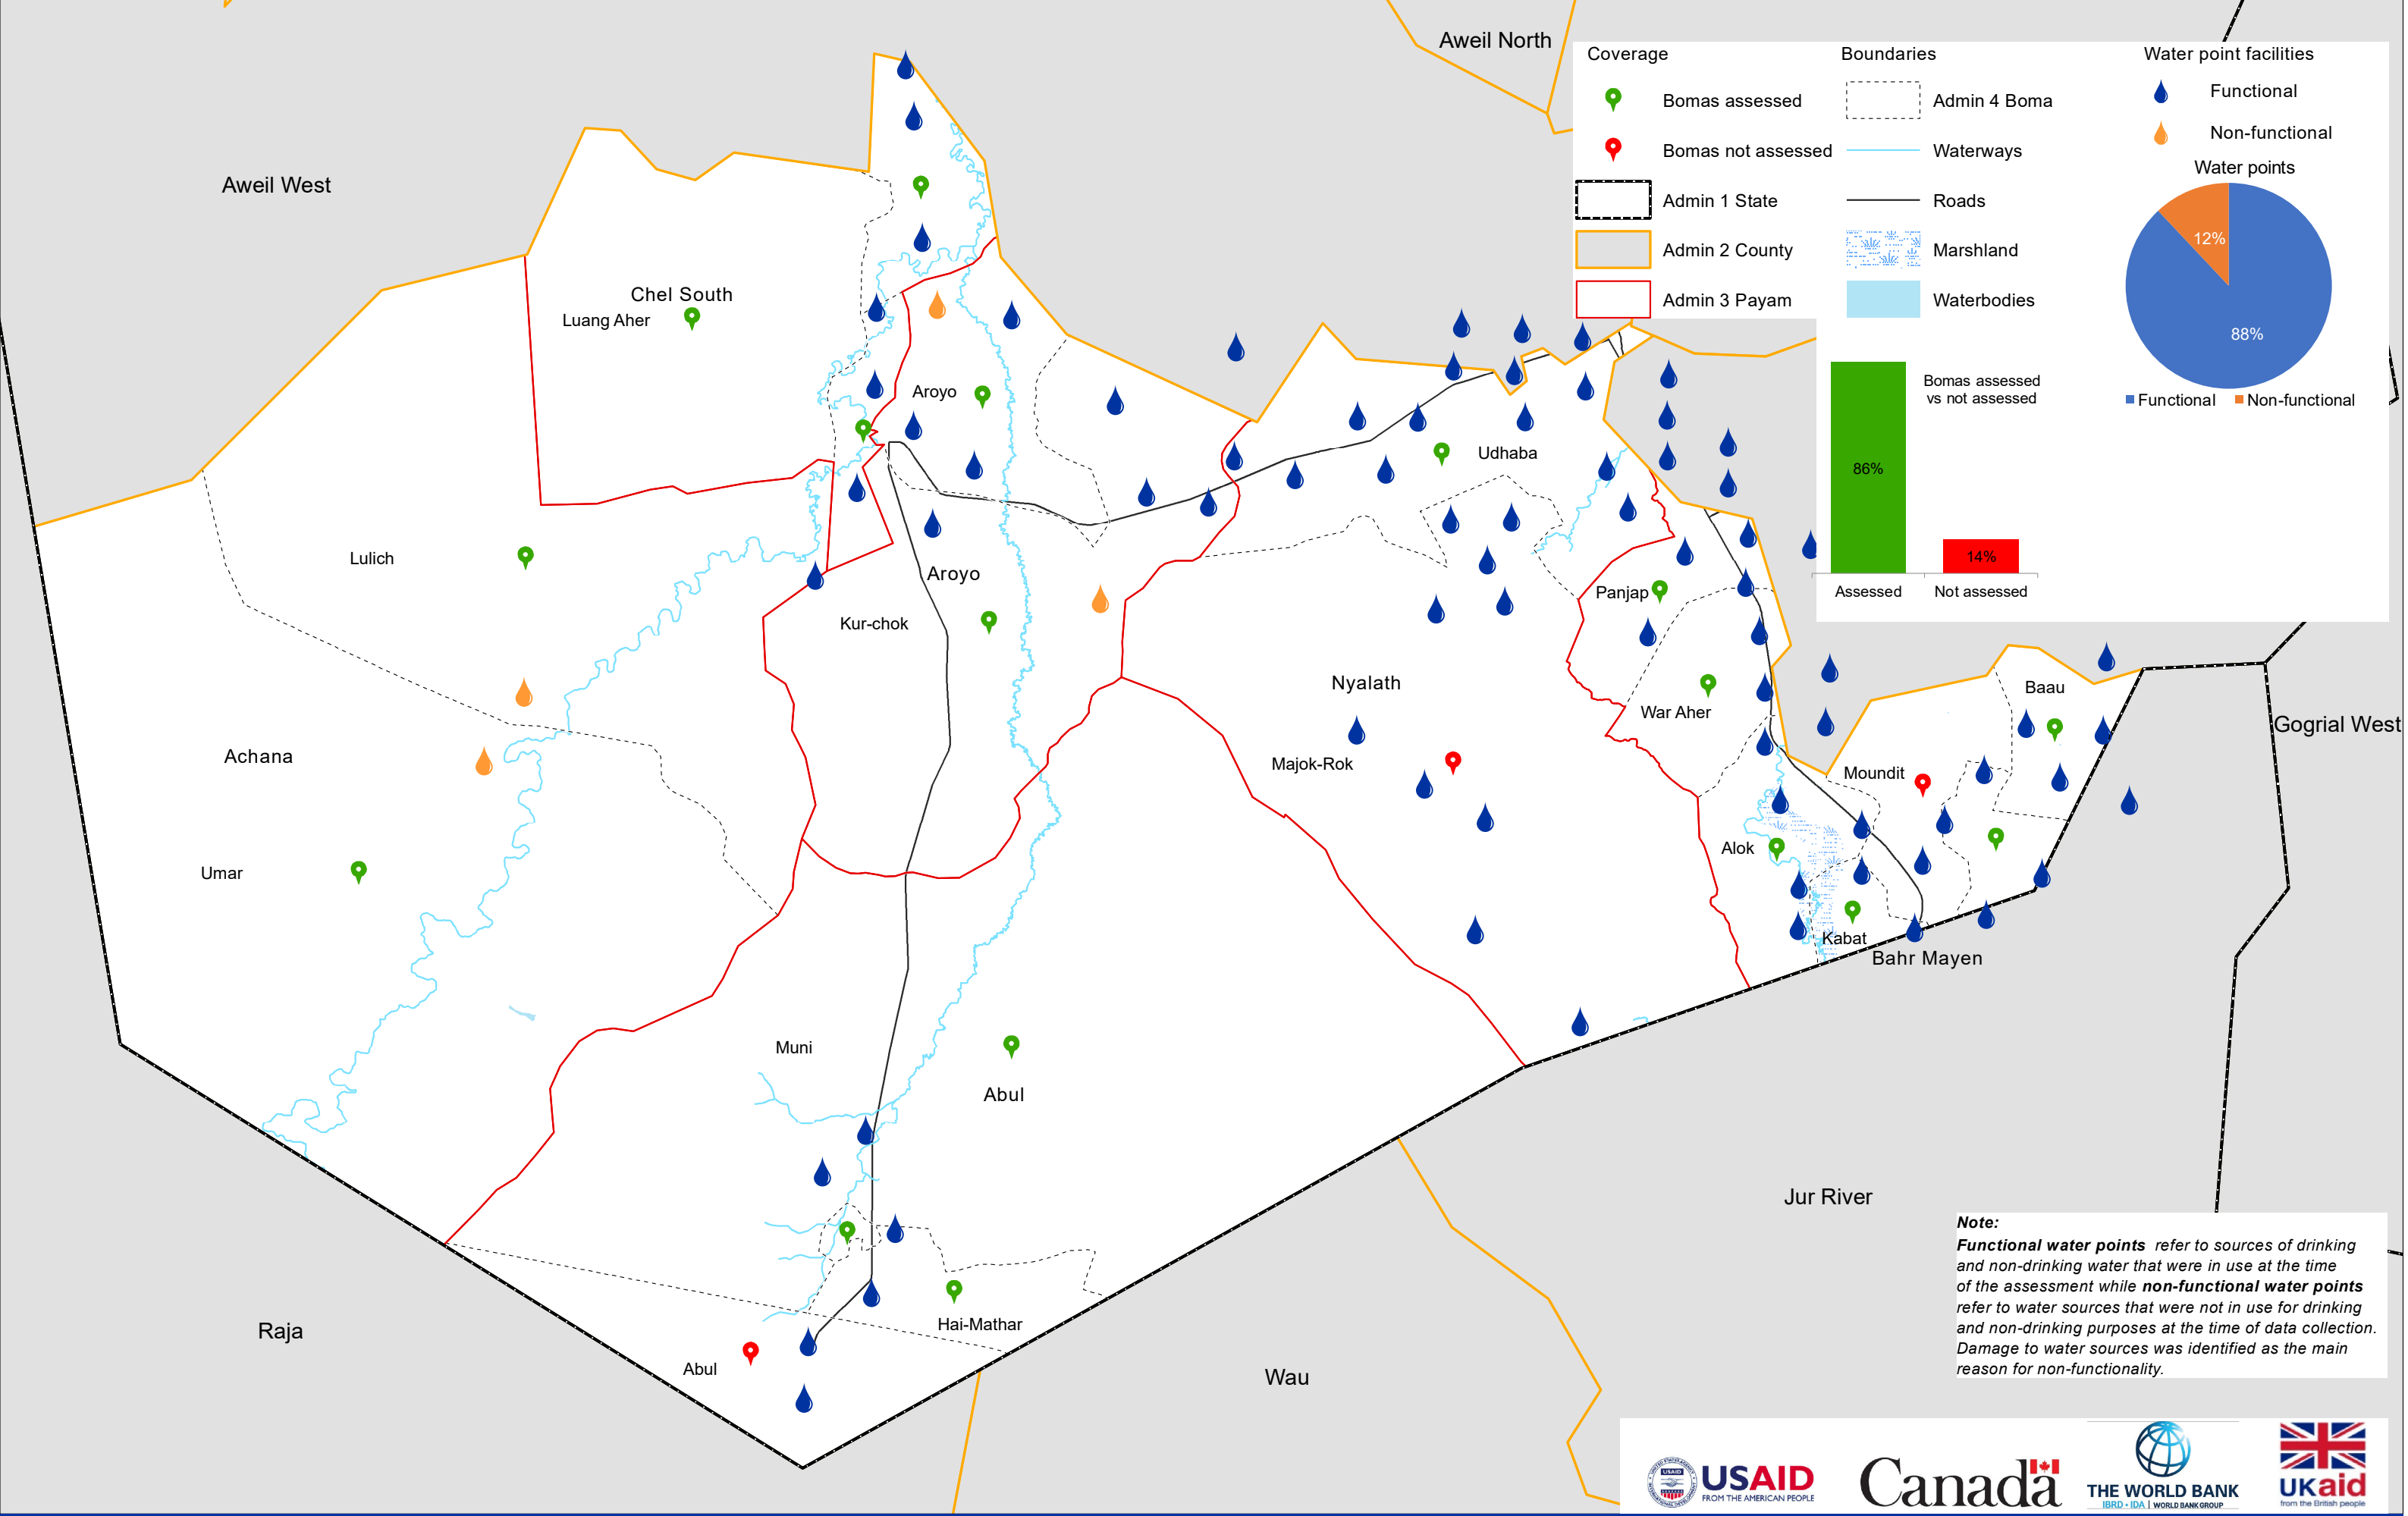 Aweil North
Aweil West
Coverage
Bomas assessed
Bomas not assessed
Admin 1 State
Admin 2 County
Admin 3 Payam
Boundaries
Admin 4 Boma
Waterways
Roads
Marshland
Waterbodies
Water point facilities
Functional
Non-functional
Water points
12%
88%
Functional
Non-functional
Bomas assessed
vs not assessed
86%
14%
Assessed
Not assessed
Chel South
Luang Aher
Aroyo
Udhaba
Lulich
Aroyo
Kur-chok
Panjap
Nyalath
War Aher
Baau
Gogrial West
Achana
Majok-Rok
Moundit
Umar
Alok
Kabat
Bahr Mayen
Muni
Abul
Jur River
Hai-Mathar
Raja
Abul
Wau
Note:
Functional water points refer to sources of drinking
and non-drinking water that were in use at the time
of the assessment while non-functional water points
refer to water sources that were not in use for drinking
and non-drinking purposes at the time of data collection.
Damage to water sources was identified as the main
reason for non-functionality.
USAID
FROM THE AMERICAN PEOPLE
Canada
THE WORLD BANK
IBRD • IDA | WORLD BANK GROUP
UKaid
from the British people